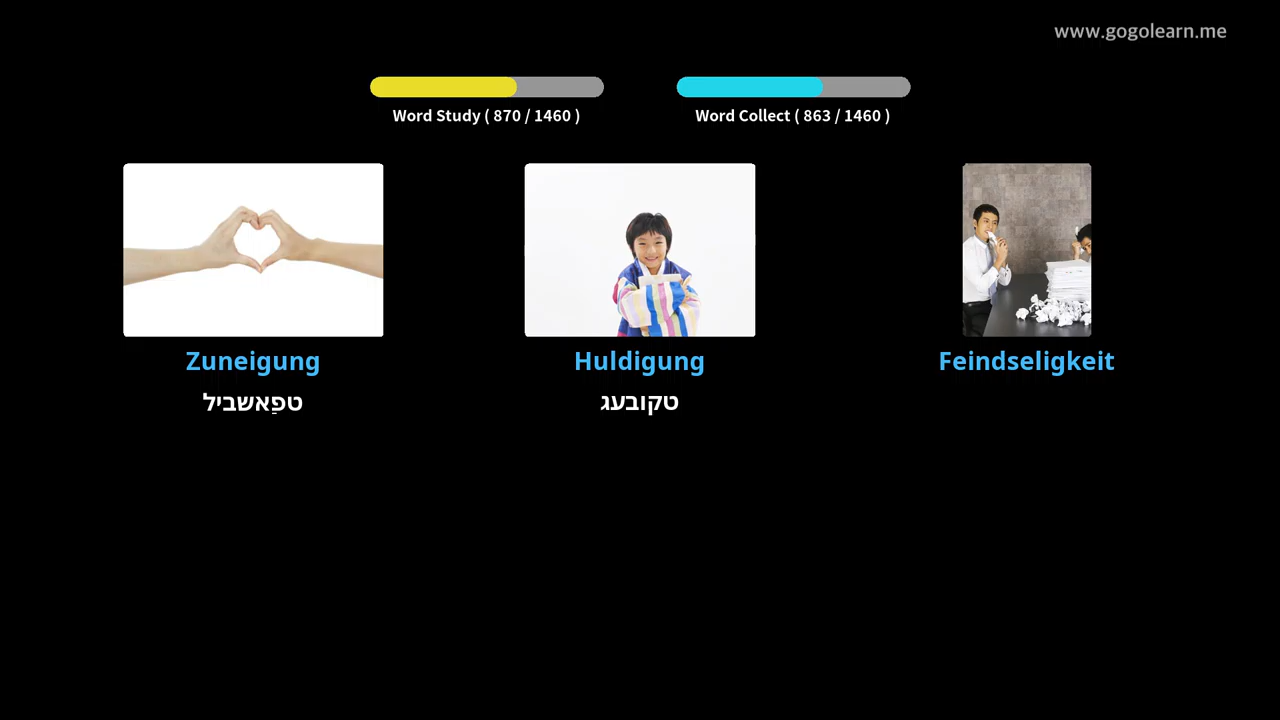 www.gogolearn.me
Word Study ( 870 / 1460 )
Word Collect ( 863 / 1460 )
Zuneigung
טפַאשביל
Huldigung
טקובעג
Feindseligkeit